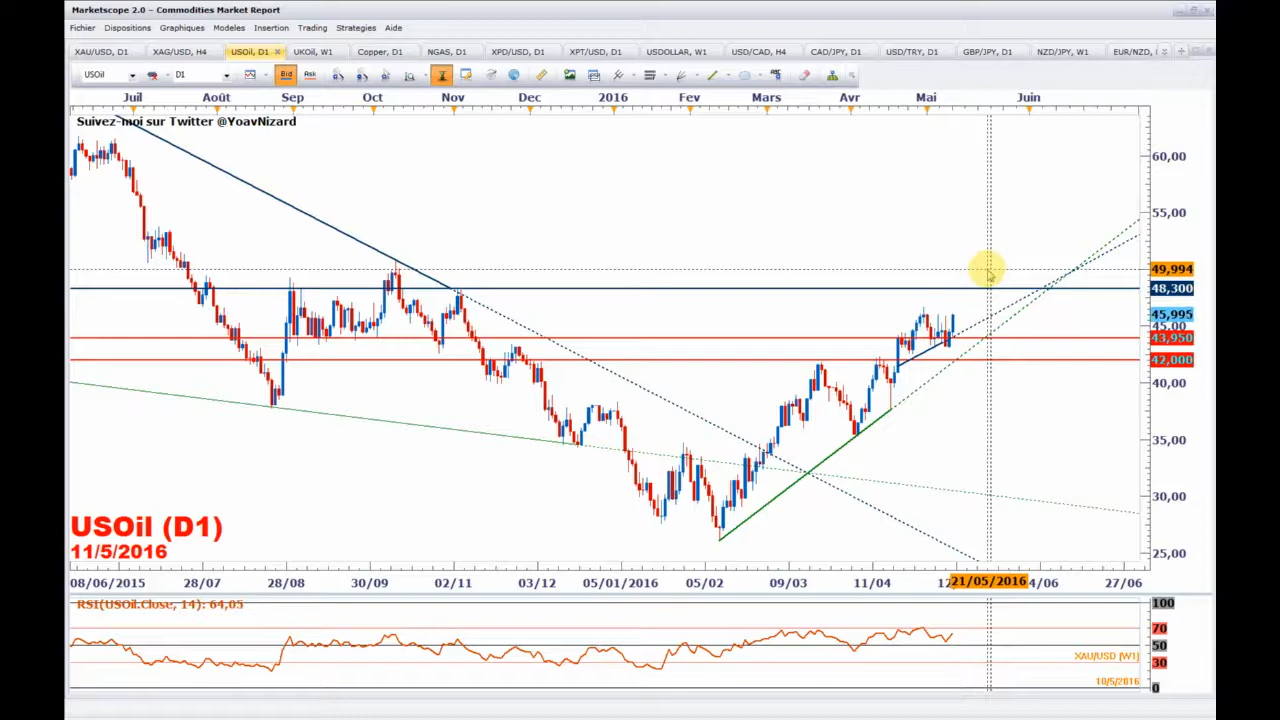 Marketscope 2.0 - Commodities Market Report
Fichier Dispositions Graphiques Modeles Insertion Trading Strategies Aide
XAU/USD, D1 XAG/USD, H4 USOil, D1 UKOil, W1 Copper, D1 NGAS, D1 XPD/USD, D1 XPT/USD, D1 USDOLLAR, W1 USD/CAD, H4 CAD/JPY, D1 USD/TRY, D1 GBP/JPY, D1 NZD/JPY, W1 EUR/NZD,
USOil D1 Bid Ask
Juil Août Sep Oct Nov Dec 2016 Fev Mars Avr Mai Juin
Suivez-moi sur Twitter @YoavNizard
60,00
55,00
49,994
48,300
45,995
45,00
43,950
42,000
40,00
35,00
30,00
25,00
USOil (D1)
11/5/2016
08/06/2015 28/07 28/08 30/09 02/11 03/12 05/01/2016 05/02 09/03 11/04 12 21/05/2016 4/06 27/06
RSI(USOil.Close, 14): 64,05
100
70
50
30
0
XAU/USD (W1)
10/5/2016